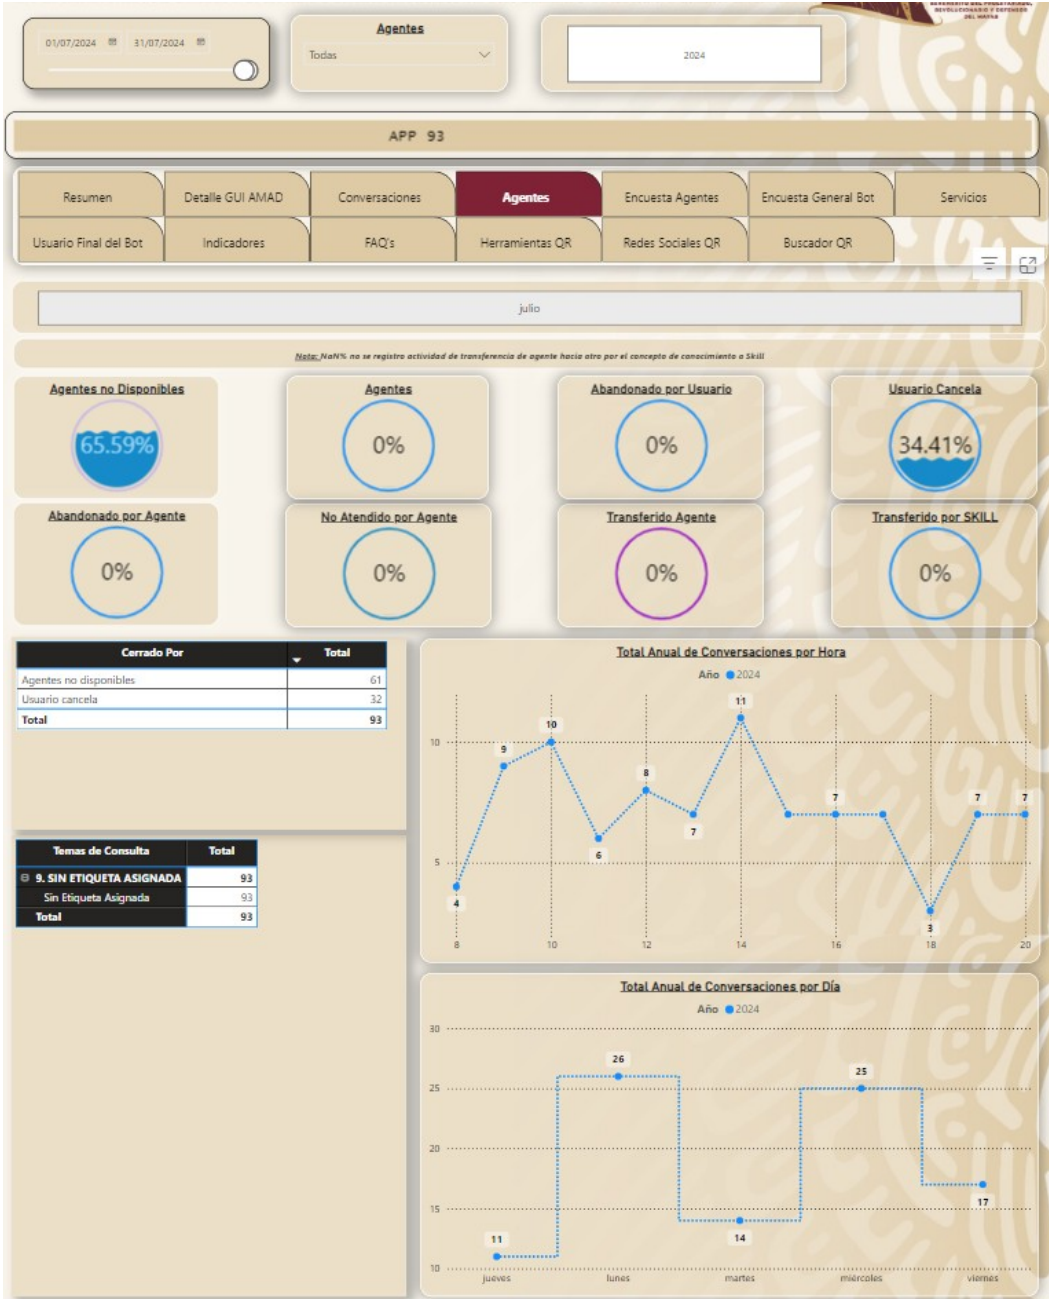 BENEMÉRITO DEL PROLETARIADO,
REVOLUCIONARIO Y DEFENSOR
DEL MAYAB
01/07/2024 31/07/2024
Agentes
Todas
2024
APP 93
Resumen Detalle GUI AMAD Conversaciones Agentes Encuesta Agentes Encuesta General Bot Servicios
Usuario Final del Bot Indicadores FAQ's Herramientas QR Redes Sociales QR Buscador QR
julio
Nota: NaN% no se registro actividad de transferencia de agente hacia otro por el concepto de conocimiento o Skill
Agentes no Disponibles Agentes Abandonado por Usuario Usuario Cancela
65.59% 0% 0% 34.41%
Abandonado por Agente No Atendido por Agente Transferido Agente Transferido por SKILL
0% 0% 0% 0%
Cerrado Por Total
Agentes no disponibles 61
Usuario cancela 32
Total 93
Temas de Consulta Total
9. SIN ETIQUETA ASIGNADA 93
Sin Etiqueta Asignada 93
Total 93
Total Anual de Conversaciones por Hora
Año 2024
11
10
10
9
8
7
7 7 7
6
5
4
3
8 10 12 14 16 18 20
Total Anual de Conversaciones por Día
Año 2024
30
26
25
25
20
17
15
14
11
10
jueves lunes martes miércoles viernes